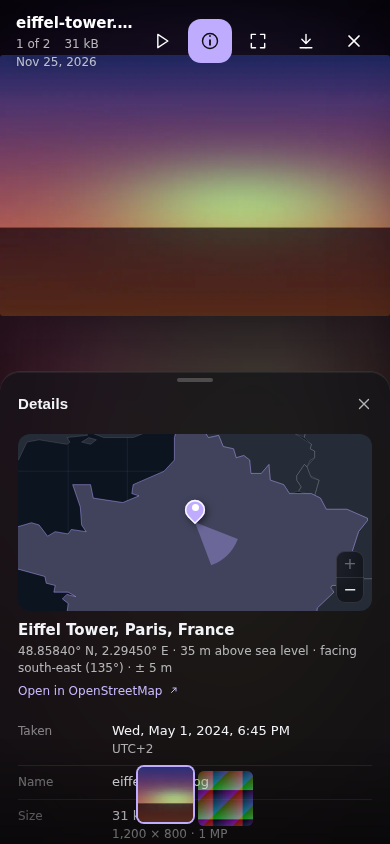 eiffel-tower.…
1 of 2 31 kB
Nov 25, 2026
Details
+
−
Eiffel Tower, Paris, France
48.85840° N, 2.29450° E · 35 m above sea level · facing
south-east (135°) · ± 5 m
Open in OpenStreetMap ↗
Taken Wed, May 1, 2024, 6:45 PM
UTC+2
Name
Size 31
1,200 × 800 · 1 MP